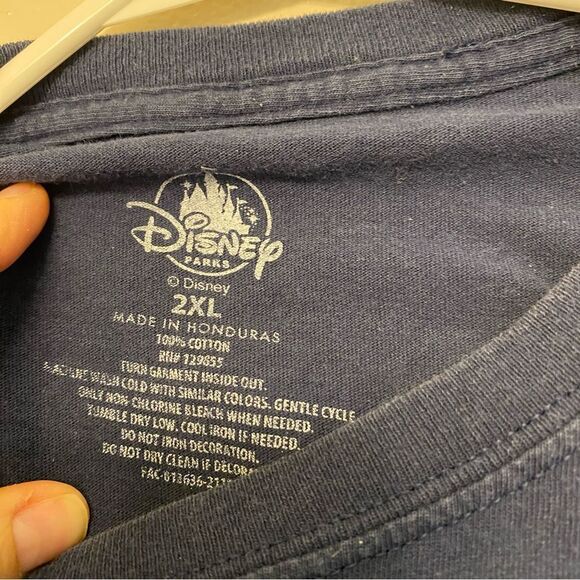 Disney
PARKS
© Disney
2XL
MADE IN HONDURAS
100% COTTON
RN# 129855
TURN GARMENT INSIDE OUT.
MACHINE WASH COLD WITH SIMILAR COLORS. GENTLE CYCLE
ONLY NON-CHLORINE BLEACH WHEN NEEDED.
TUMBLE DRY LOW. COOL IRON IF NEEDED.
DO NOT IRON DECORATION.
DO NOT DRY CLEAN IF